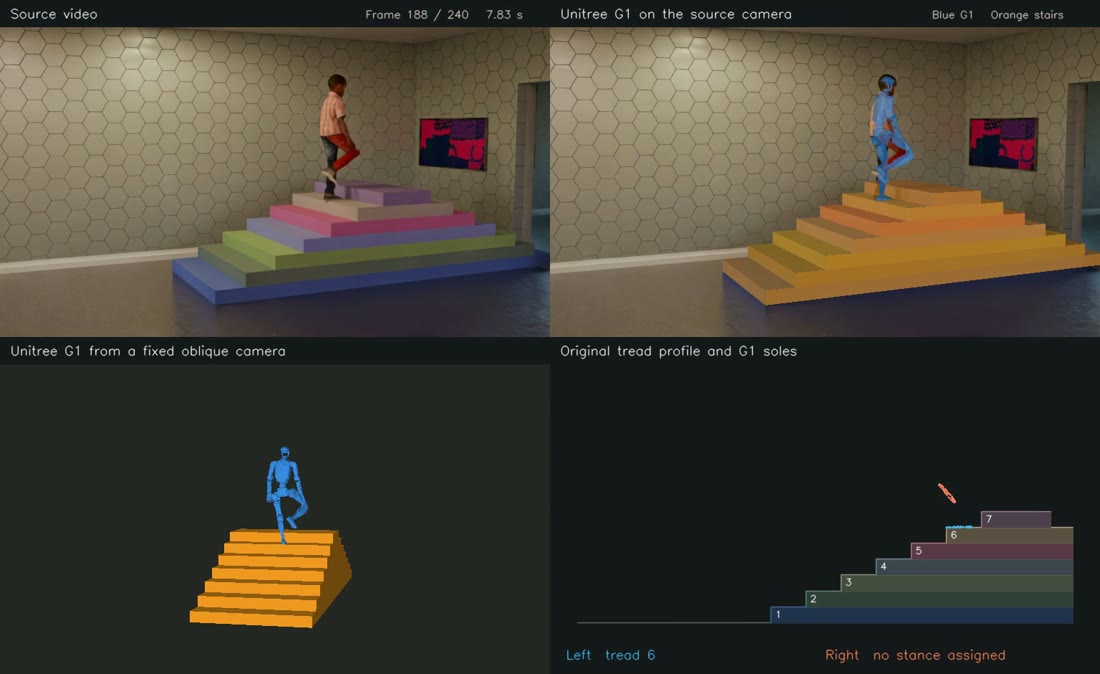 Source video
Frame 188 / 240 7.83 s
Unitree G1 on the source camera
Blue G1 Orange stairs
Unitree G1 from a fixed oblique camera
Original tread profile and G1 soles
7
6
5
4
3
2
1
Left tread 6
Right no stance assigned